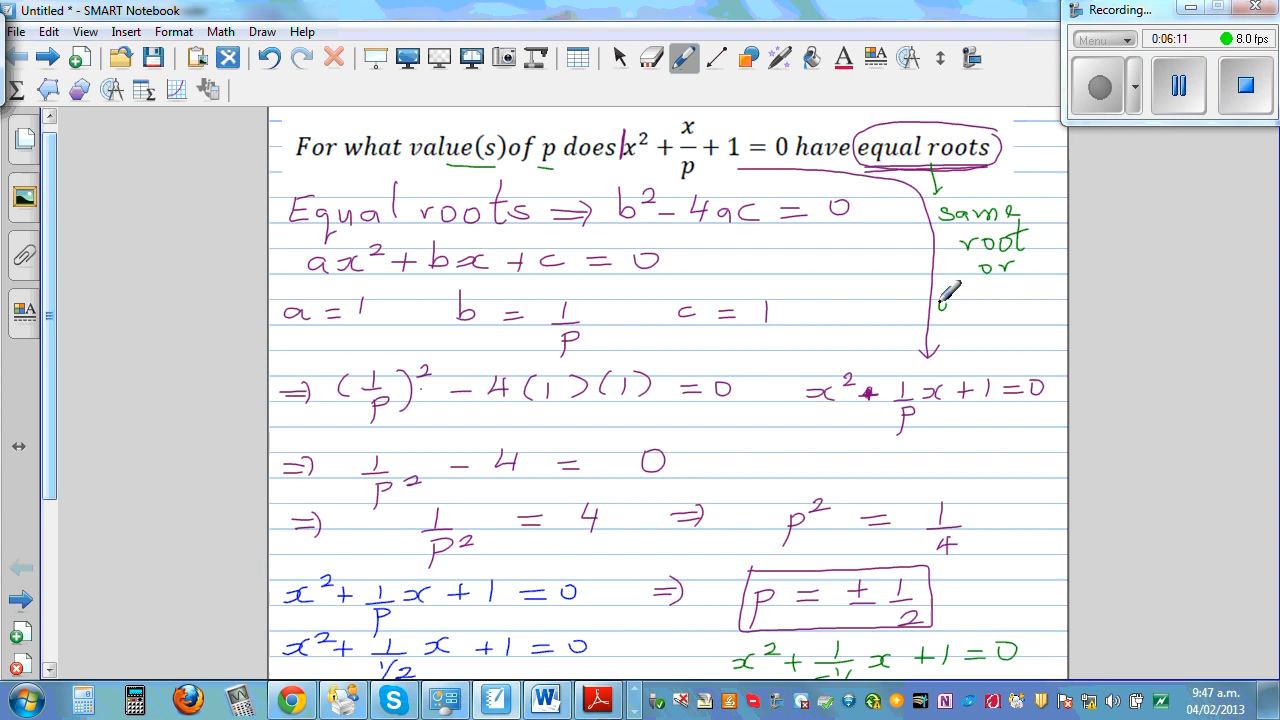 Untitled * - SMART Notebook
Recording...
File Edit View Insert Format Math Draw Help
Menu 0:06:11 8.0 fps
For what value(s)of p does x² + x/p + 1 = 0 have equal roots
Equal roots ⇒ b² - 4ac = 0
same
root
or
ax² + bx + c = 0
a = 1 b = 1/p c = 1
⇒ (1/p)² - 4(1)(1) = 0 x² + 1/p x + 1 = 0
⇒ 1/p² - 4 = 0
⇒ 1/p² = 4 ⇒ p² = 1/4
x² + 1/p x + 1 = 0 ⇒ p = ± 1/2
x² + 1/(1/2) x + 1 = 0 x² + 1/ x + 1 = 0
9:47 a.m.
04/02/2013